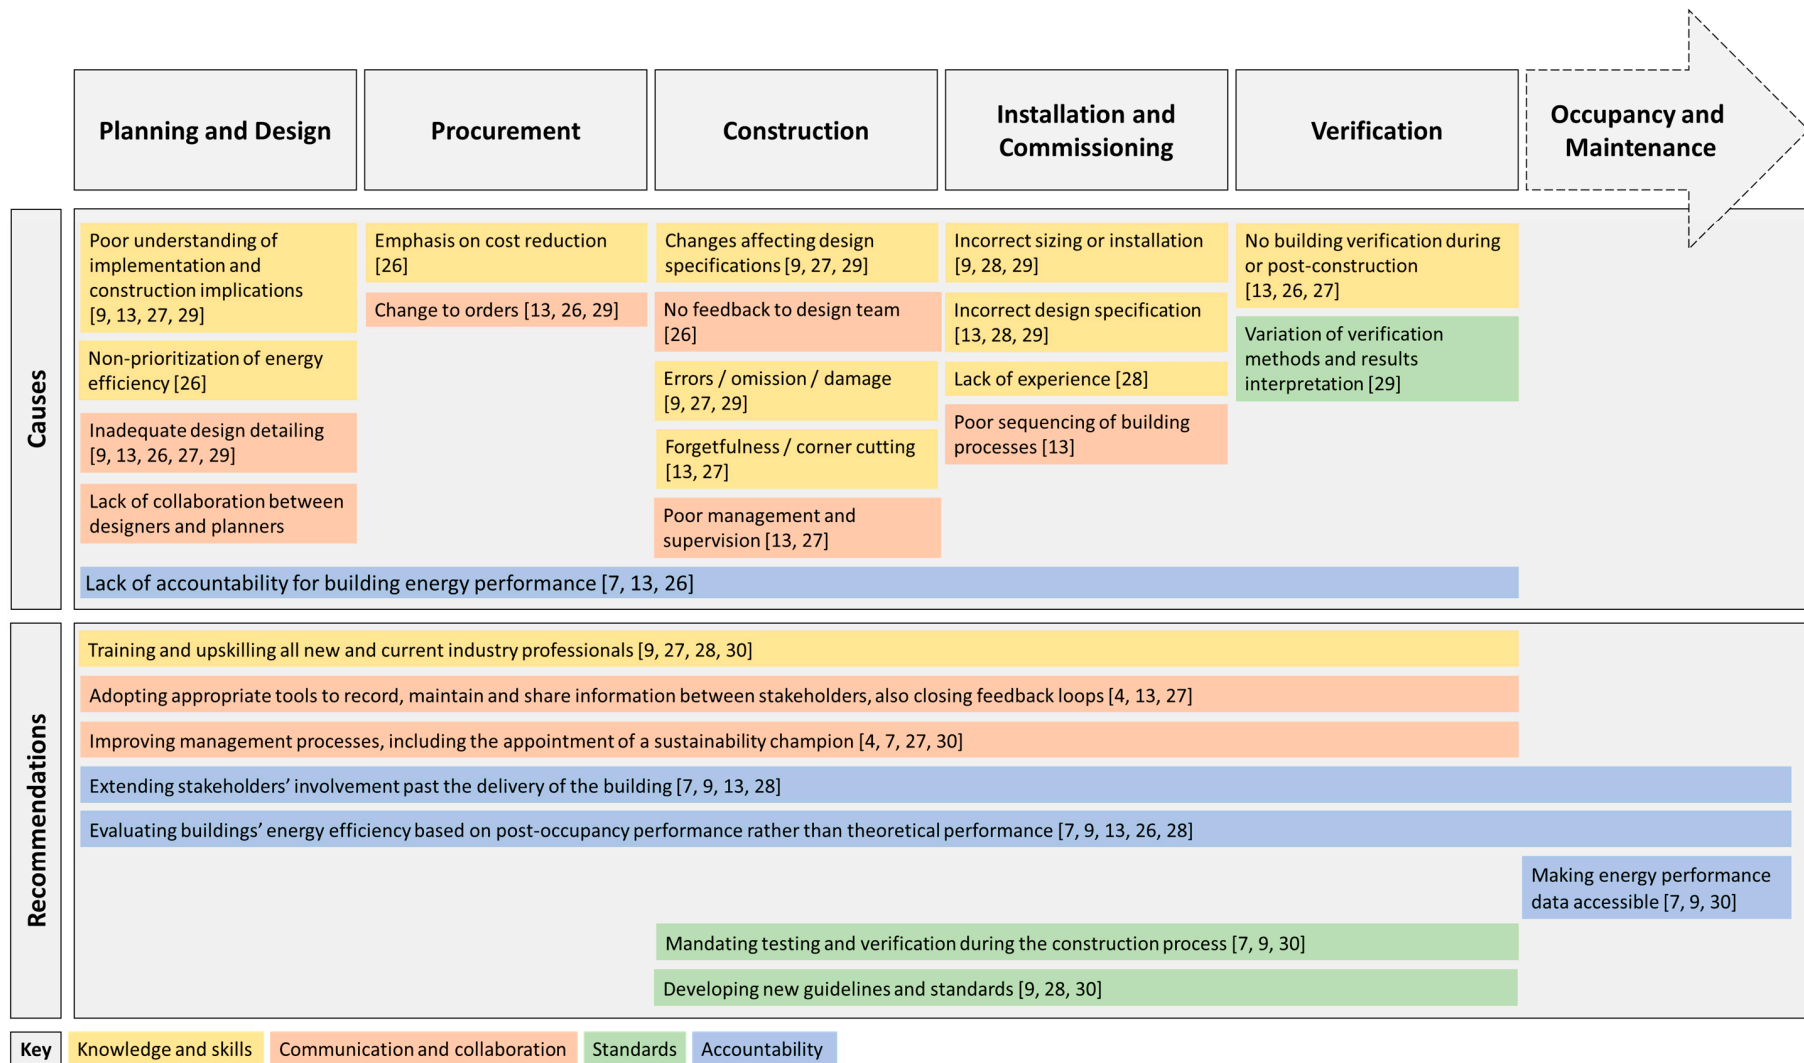 Planning and Design
Procurement
Construction
Installation and
Commissioning
Verification
Occupancy and
Maintenance
Causes
Poor understanding of
implementation and
construction implications
[9, 13, 27, 29]
Non-prioritization of energy
efficiency [26]
Inadequate design detailing
[9, 13, 26, 27, 29]
Lack of collaboration between
designers and planners
Emphasis on cost reduction
[26]
Change to orders [13, 26, 29]
Changes affecting design
specifications [9, 27, 29]
No feedback to design team
[26]
Errors / omission / damage
[9, 27, 29]
Forgetfulness / corner cutting
[13, 27]
Poor management and
supervision [13, 27]
Incorrect sizing or installation
[9, 28, 29]
Incorrect design specification
[13, 28, 29]
Lack of experience [28]
Poor sequencing of building
processes [13]
No building verification during
or post-construction
[13, 26, 27]
Variation of verification
methods and results
interpretation [29]
Lack of accountability for building energy performance [7, 13, 26]
Recommendations
Training and upskilling all new and current industry professionals [9, 27, 28, 30]
Adopting appropriate tools to record, maintain and share information between stakeholders, also closing feedback loops [4, 13, 27]
Improving management processes, including the appointment of a sustainability champion [4, 7, 27, 30]
Extending stakeholders’ involvement past the delivery of the building [7, 9, 13, 28]
Evaluating buildings’ energy efficiency based on post-occupancy performance rather than theoretical performance [7, 9, 13, 26, 28]
Making energy performance
data accessible [7, 9, 30]
Mandating testing and verification during the construction process [7, 9, 30]
Developing new guidelines and standards [9, 28, 30]
Key
Knowledge and skills
Communication and collaboration
Standards
Accountability